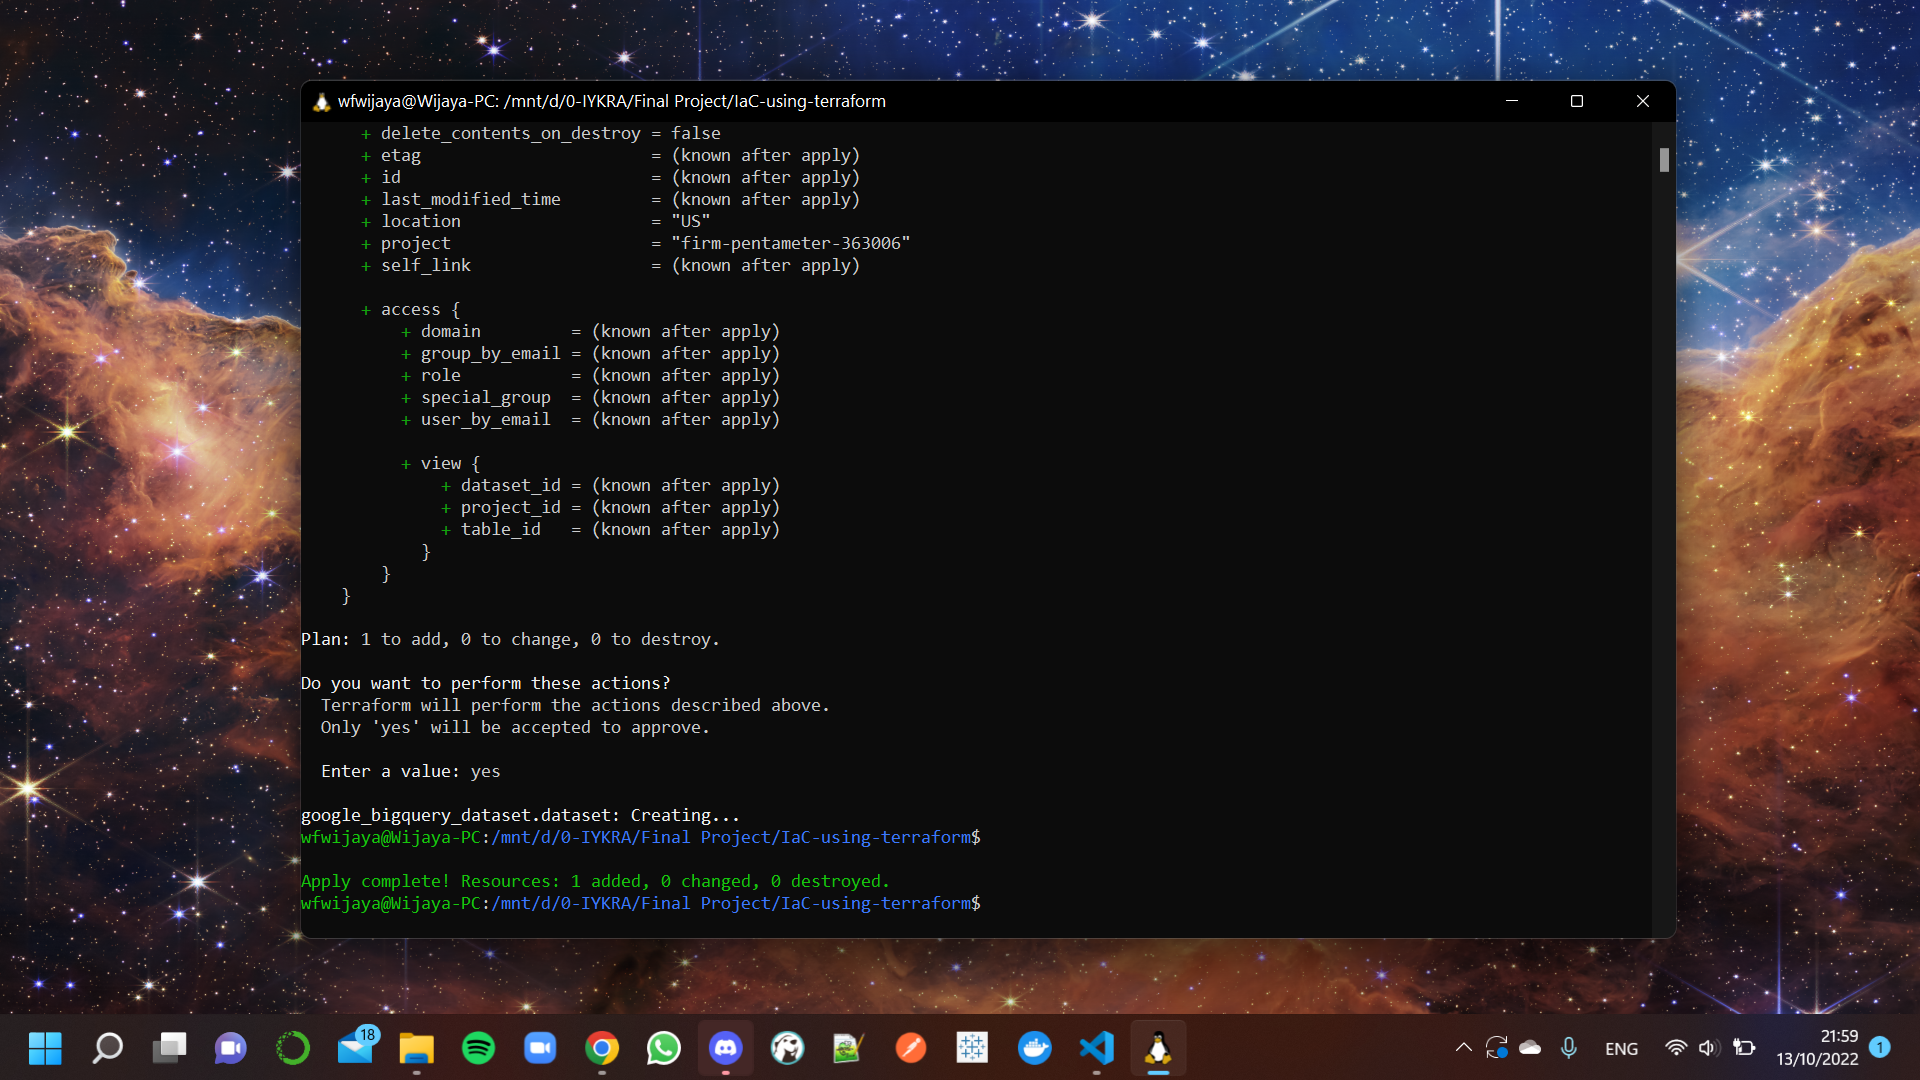 wfwijaya@Wijaya-PC: /mnt/d/0-IYKRA/Final Project/IaC-using-terraform
+ delete_contents_on_destroy = false
+ etag = (known after apply)
+ id = (known after apply)
+ last_modified_time = (known after apply)
+ location = "US"
+ project = "firm-pentameter-363006"
+ self_link = (known after apply)
+ access {
+ domain = (known after apply)
+ group_by_email = (known after apply)
+ role = (known after apply)
+ special_group = (known after apply)
+ user_by_email = (known after apply)
+ view {
+ dataset_id = (known after apply)
+ project_id = (known after apply)
+ table_id = (known after apply)
}
}
}
Plan: 1 to add, 0 to change, 0 to destroy.
Do you want to perform these actions?
Terraform will perform the actions described above.
Only 'yes' will be accepted to approve.
Enter a value: yes
google_bigquery_dataset.dataset: Creating...
wfwijaya@Wijaya-PC:/mnt/d/0-IYKRA/Final Project/IaC-using-terraform$
Apply complete! Resources: 1 added, 0 changed, 0 destroyed.
wfwijaya@Wijaya-PC:/mnt/d/0-IYKRA/Final Project/IaC-using-terraform$
18
ENG
21:59
13/10/2022
1